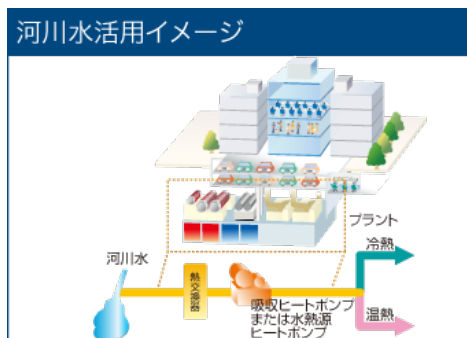 河川水活用イメージ
プラント
冷熱
河川水
熱交換器
吸収ヒートポンプ
または水熱源
ヒートポンプ
温熱